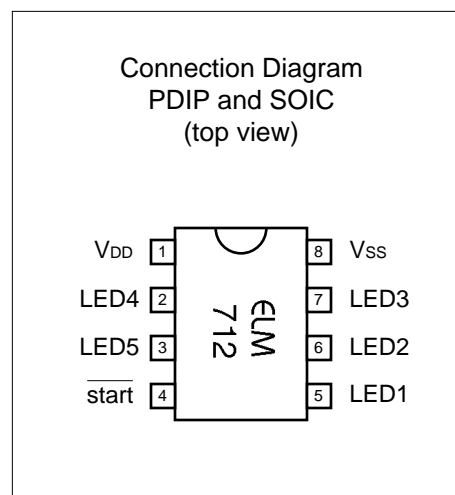 Connection Diagram
PDIP and SOIC
(top view)
VDD 1 8 VSS
LED4 2 7 LED3
LED5 3 6 LED2
start 4 5 LED1
ELM
712